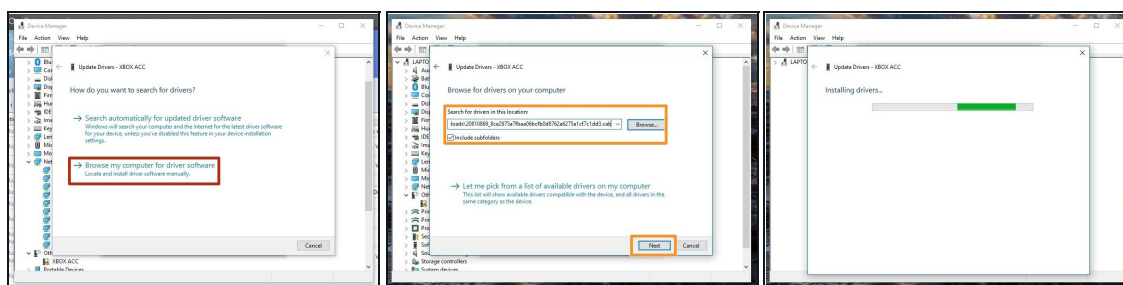 Device Manager
File Action View Help
Update Drivers - XBOX ACC
How do you want to search for drivers?
Search automatically for updated driver software
Windows will search your computer and the Internet for the latest driver software
for your device, unless you've disabled this feature in your device installation
settings.
Browse my computer for driver software
Locate and install driver software manually.
Cancel
XBOX ACC
Portable Devices
Device Manager
File Action View Help
LAPTO
Update Drivers - XBOX ACC
Browse for drivers on your computer
Search for drivers in this location:
Browse...
Include subfolders
Let me pick from a list of available drivers on my computer
This list will show available drivers compatible with the device, and all drivers in the
same category as the device.
Next
Cancel
Storage controllers
System devices
Device Manager
File Action View Help
LAPTO
Update Drivers - XBOX ACC
Installing drivers...